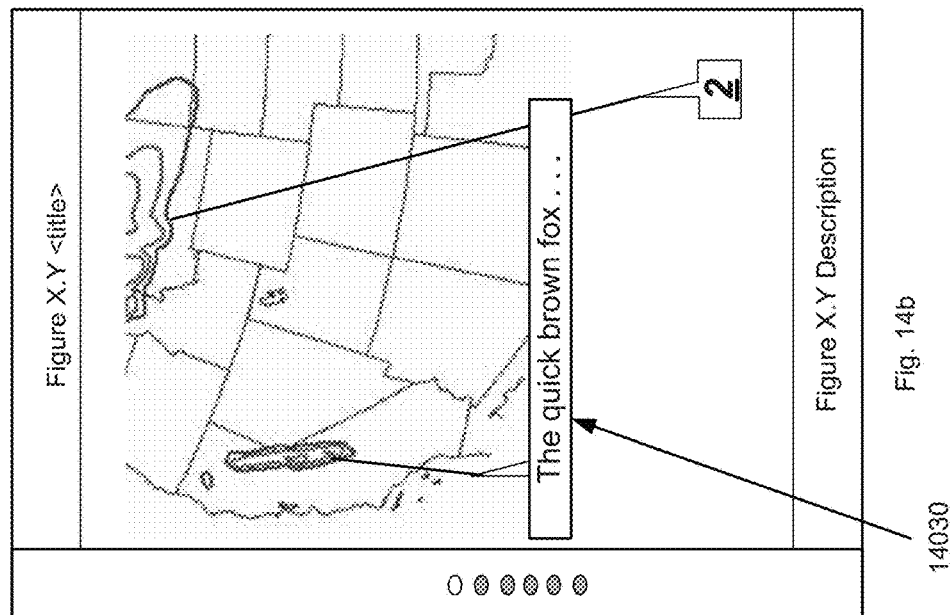 Figure X.Y <title>
2
The quick brown fox . . .
Figure X.Y Description
Fig. 14b
14030